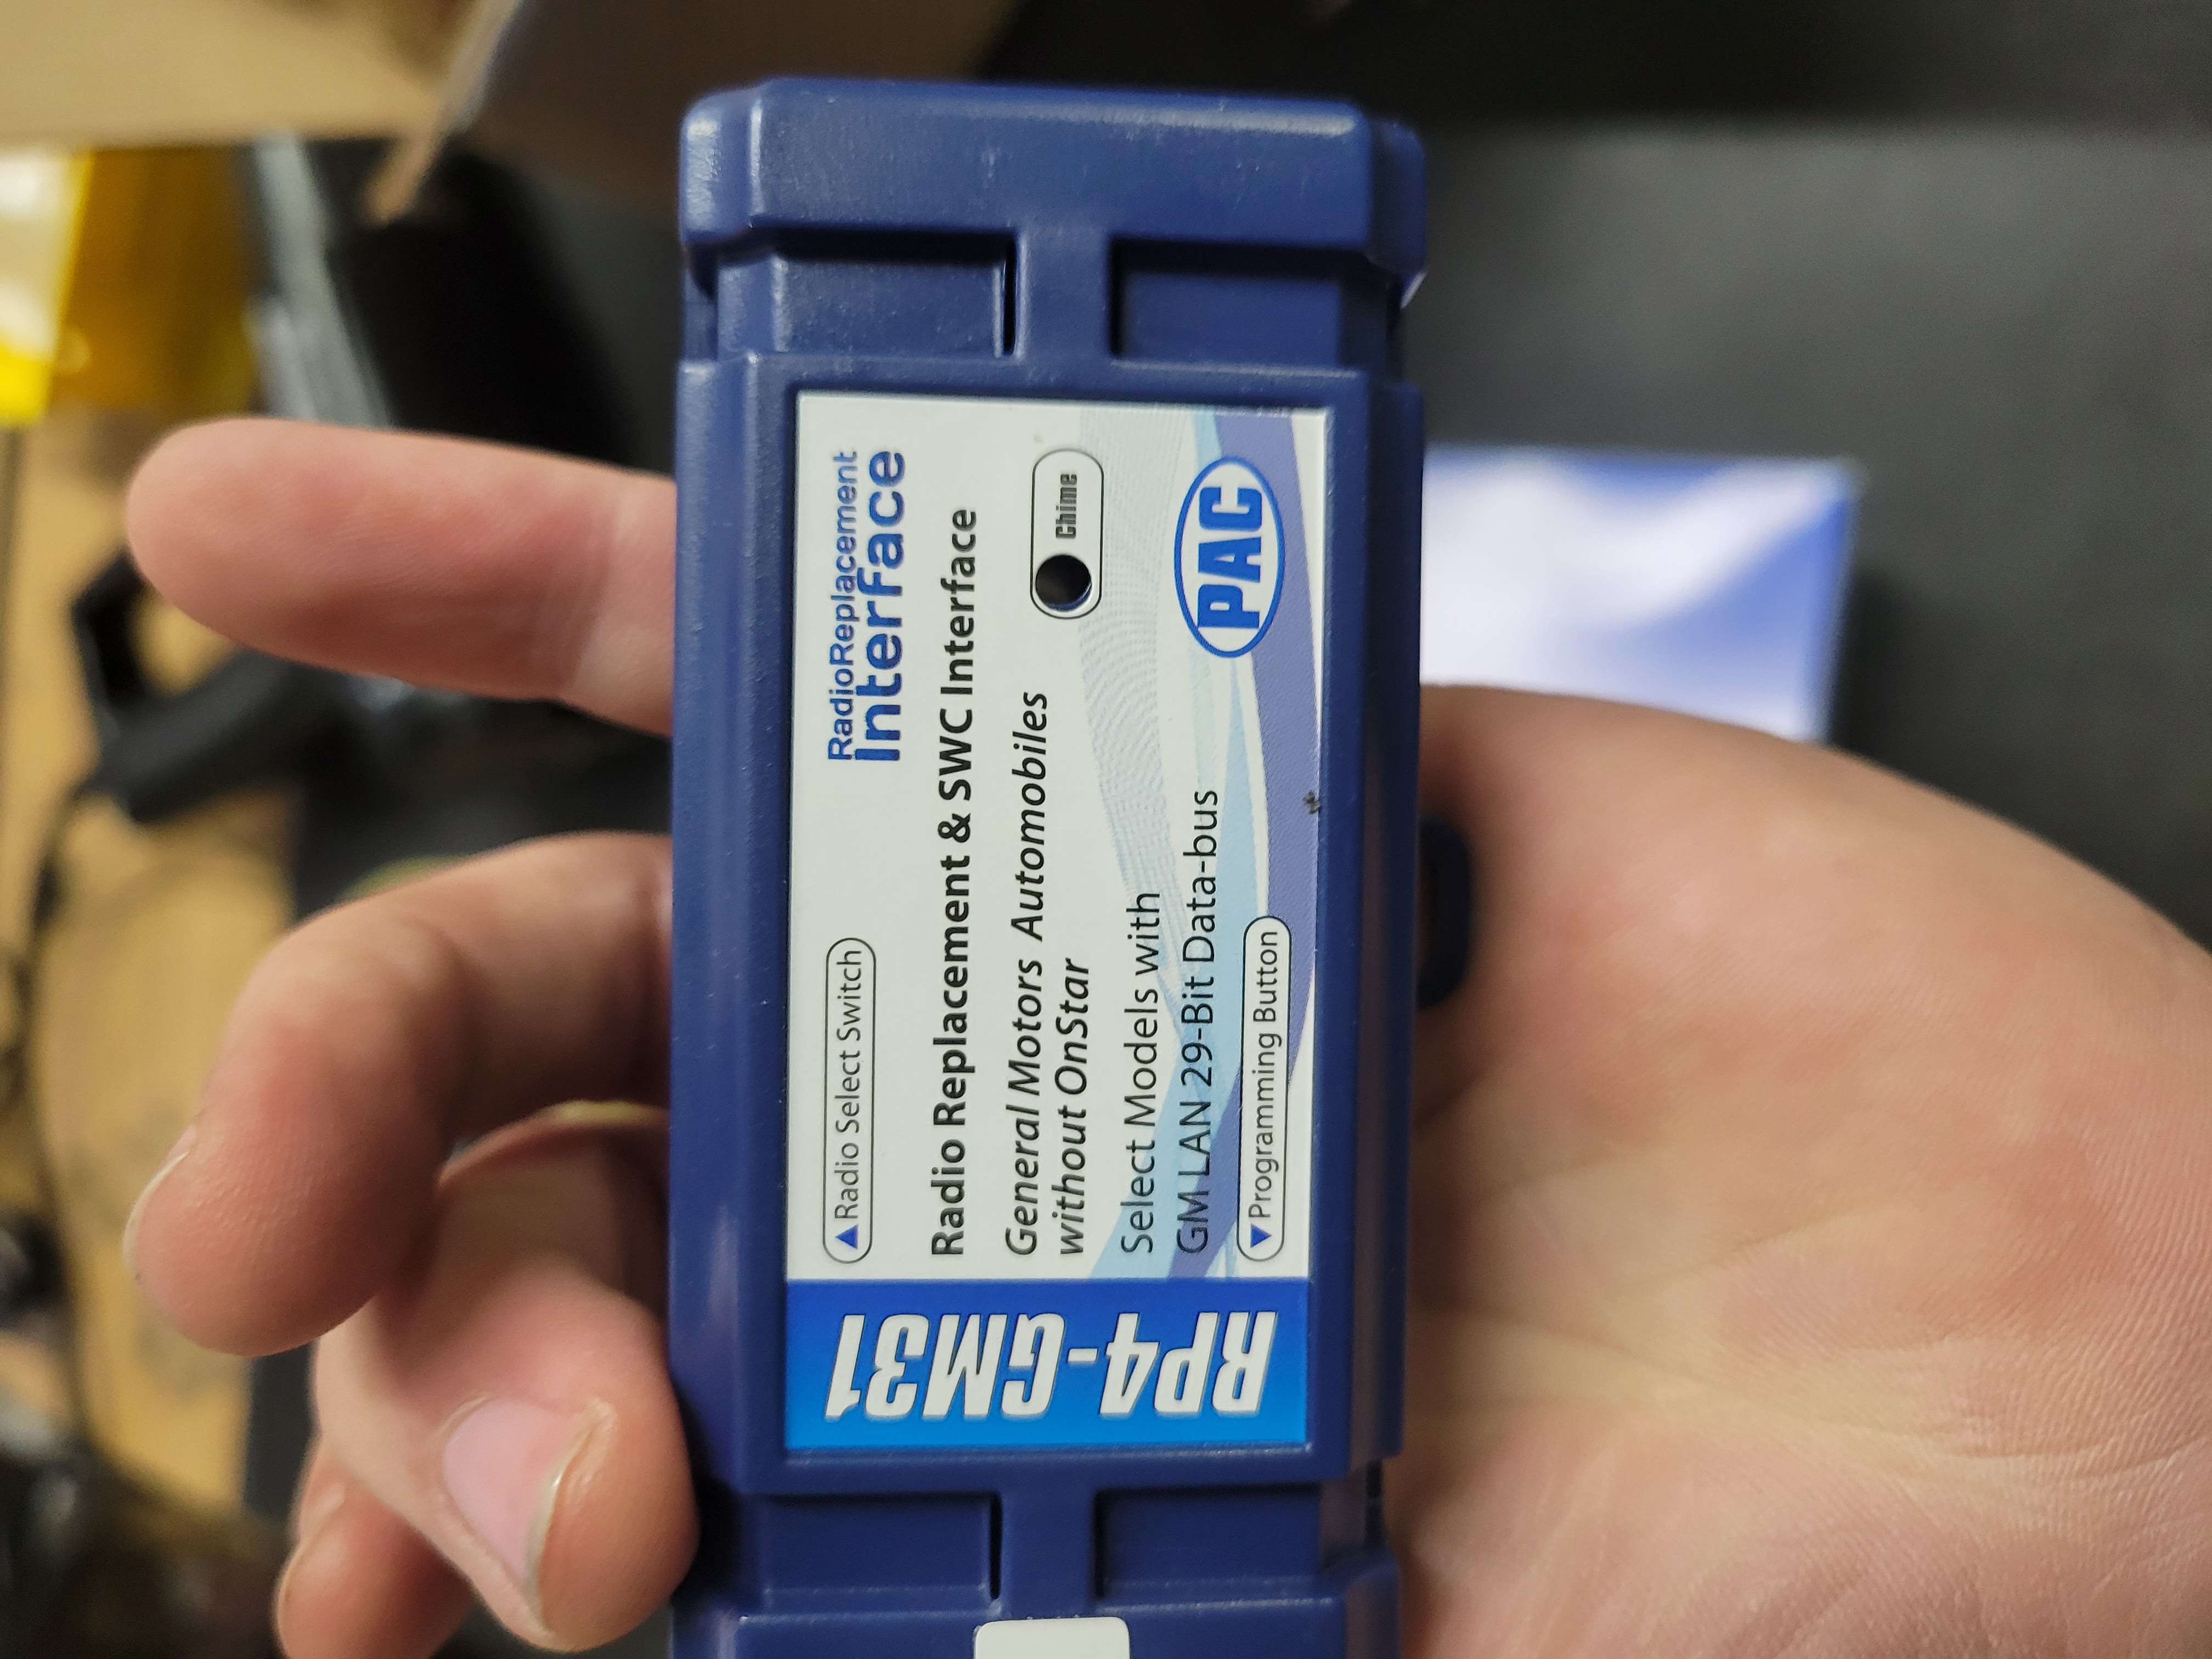 RP4-GM31
▲Radio Select Switch
RadioReplacement
Interface
Radio Replacement & SWC Interface
General Motors Automobiles
without OnStar
Chime
Select Models with
GM LAN 29-Bit Data-bus
▼Programming Button
PAC